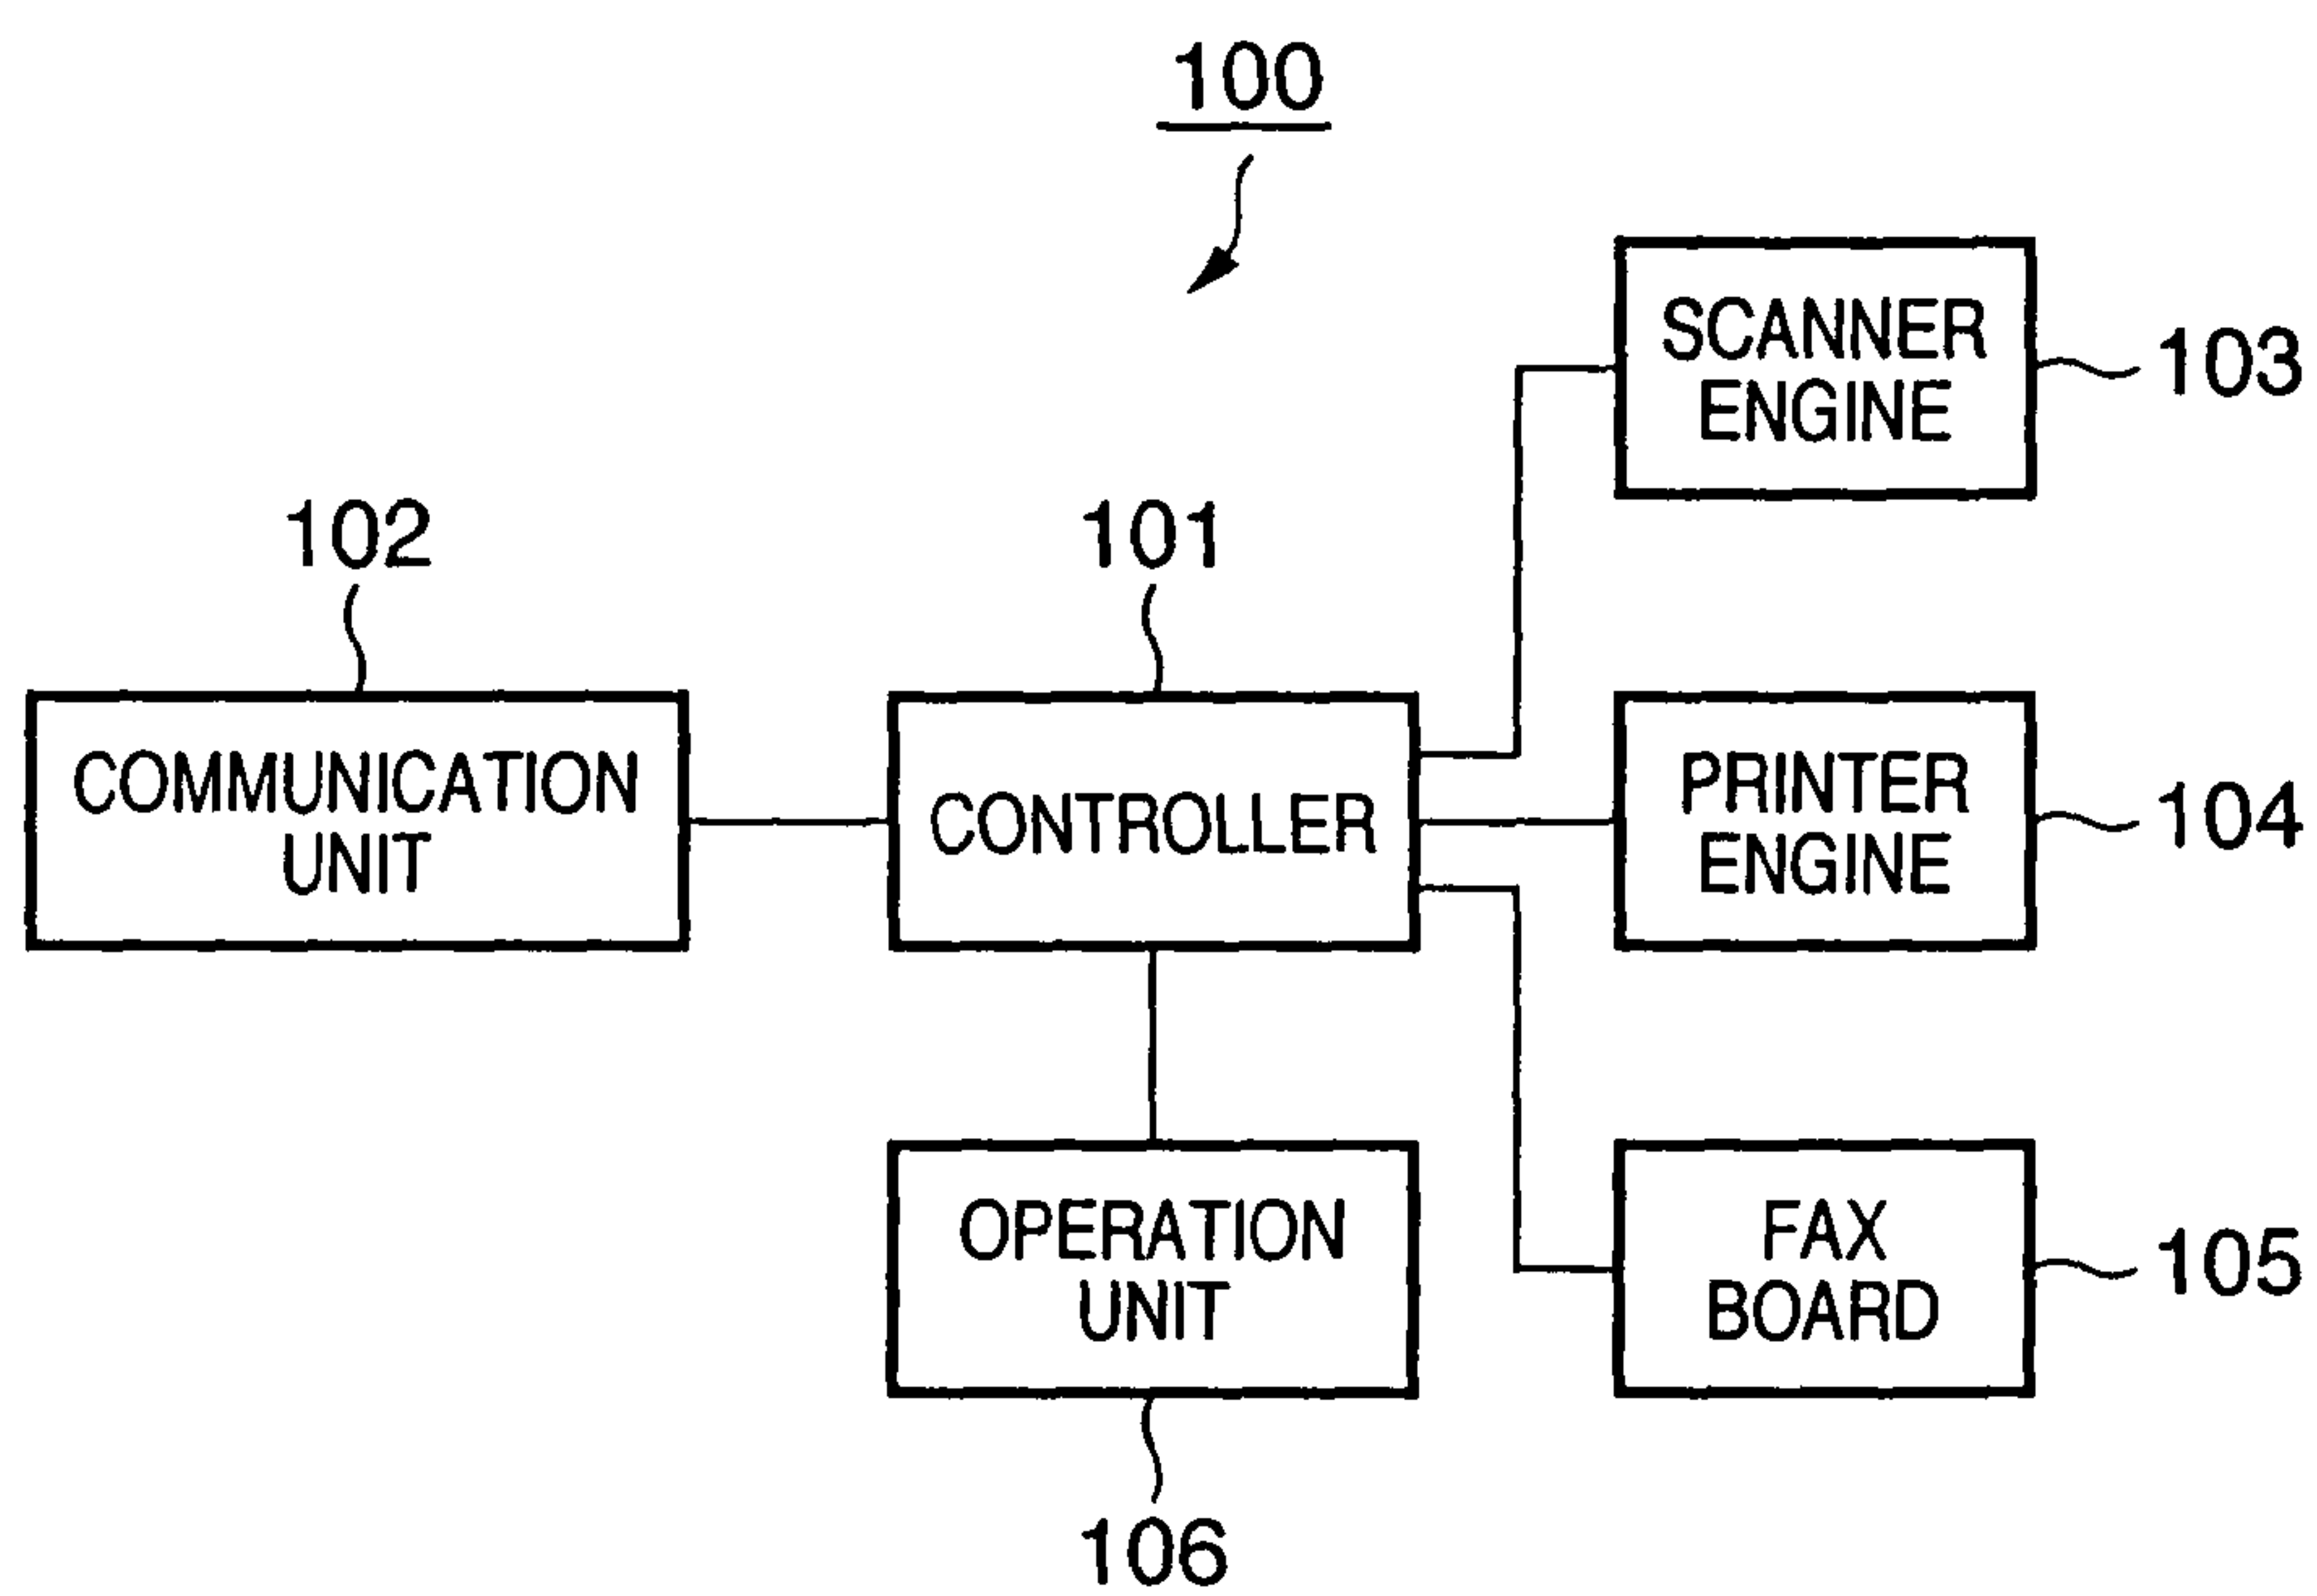 100
SCANNER
ENGINE
103
102
101
COMMUNICATION
UNIT
CONTROLLER
PRINTER
ENGINE
104
OPERATION
UNIT
FAX
BOARD
105
106